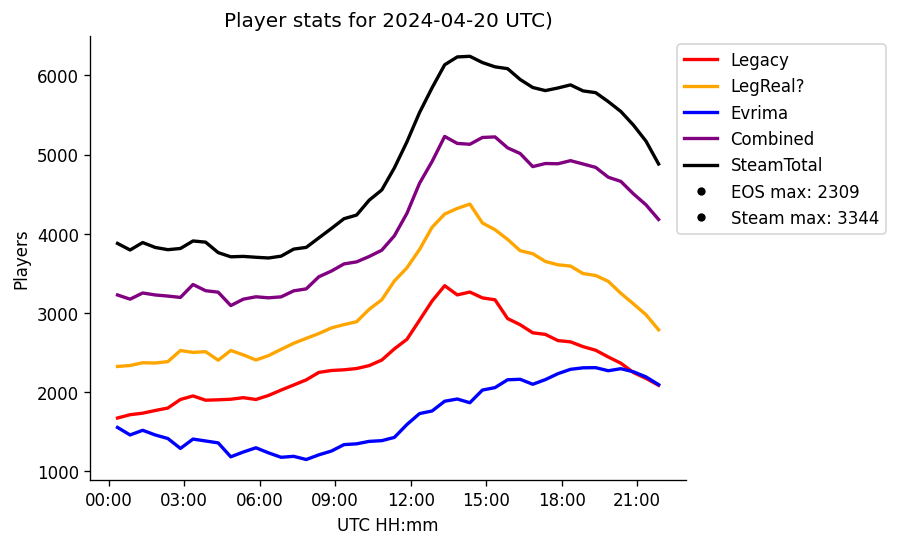 Player stats for 2024-04-20 UTC)
Players
6000
5000
4000
3000
2000
1000
00:00 03:00 06:00 09:00 12:00 15:00 18:00 21:00
UTC HH:mm
Legacy
LegReal?
Evrima
Combined
SteamTotal
EOS max: 2309
Steam max: 3344